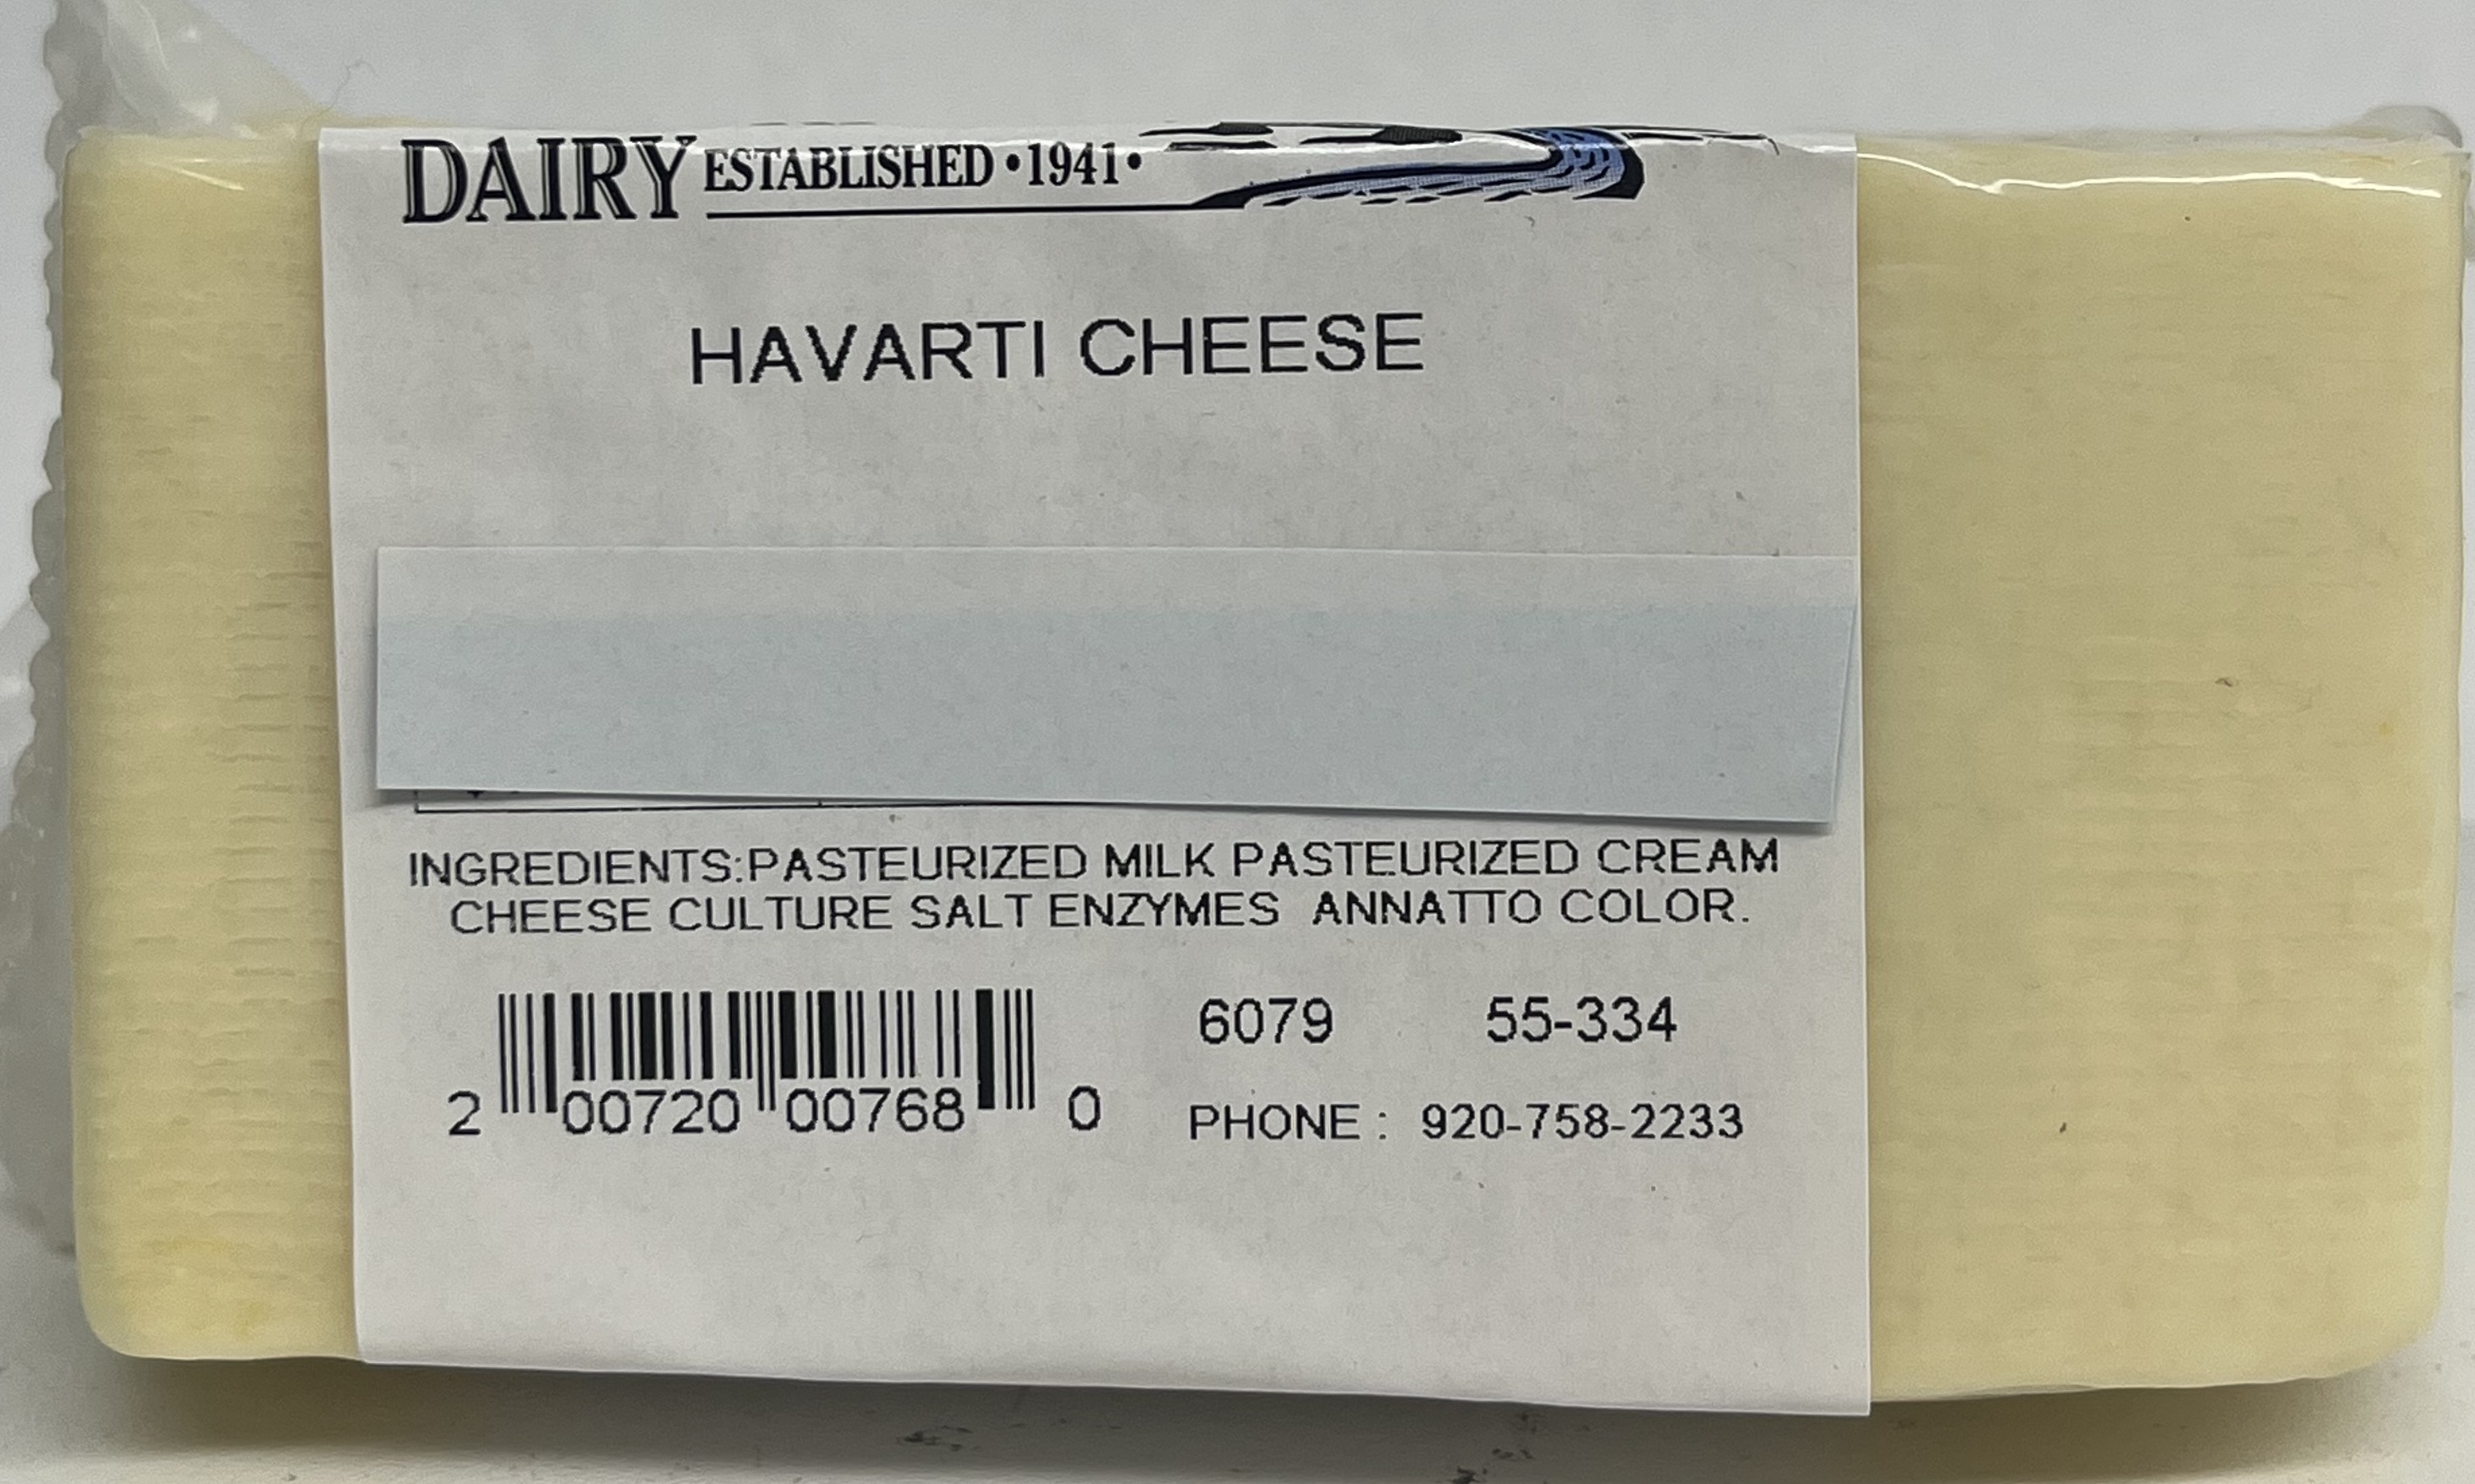 DAIRY ESTABLISHED •1941•
HAVARTI CHEESE
INGREDIENTS:PASTEURIZED MILK PASTEURIZED CREAM
CHEESE CULTURE SALT ENZYMES ANNATTO COLOR.
6079 55-334
2 00720 00768 0
PHONE : 920-758-2233